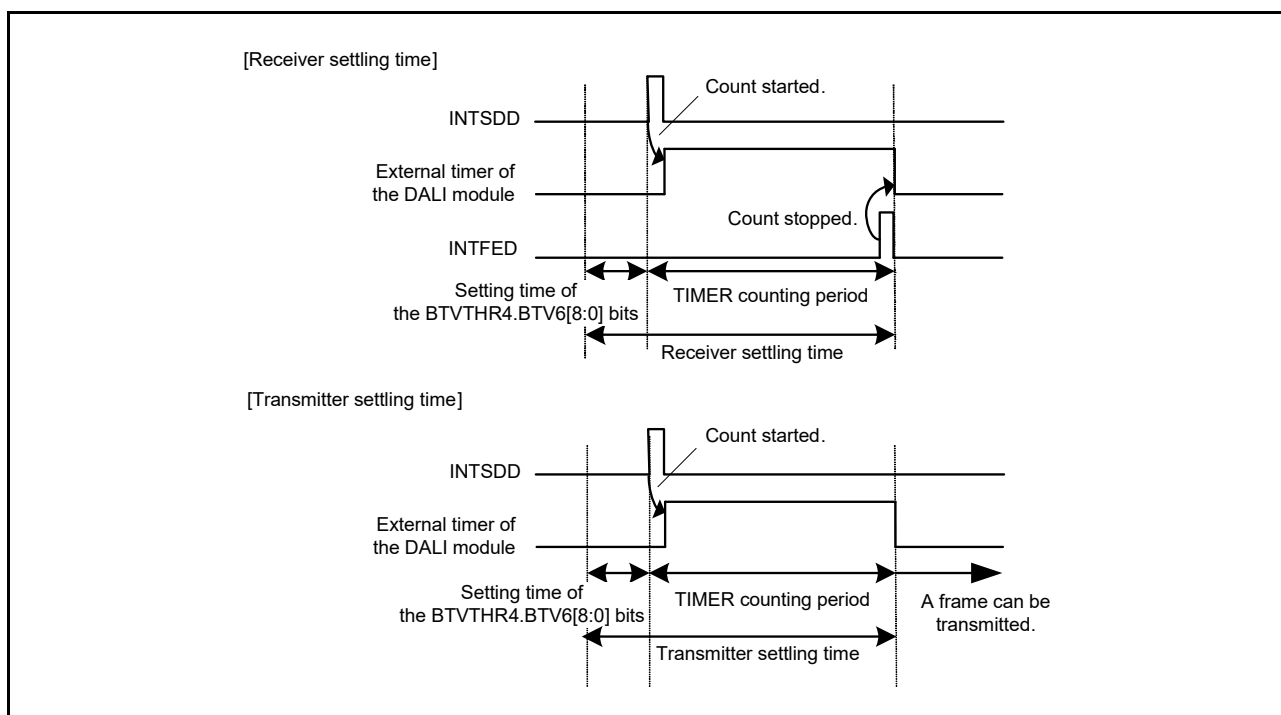 [Receiver settling time]
Count started.
INTSDD
External timer of
the DALI module
Count stopped.
INTFED
Setting time of
the BTVTHR4.BTV6[8:0] bits
TIMER counting period
Receiver settling time
[Transmitter settling time]
Count started.
INTSDD
External timer of
the DALI module
Setting time of
the BTVTHR4.BTV6[8:0] bits
TIMER counting period
A frame can be
transmitted.
Transmitter settling time